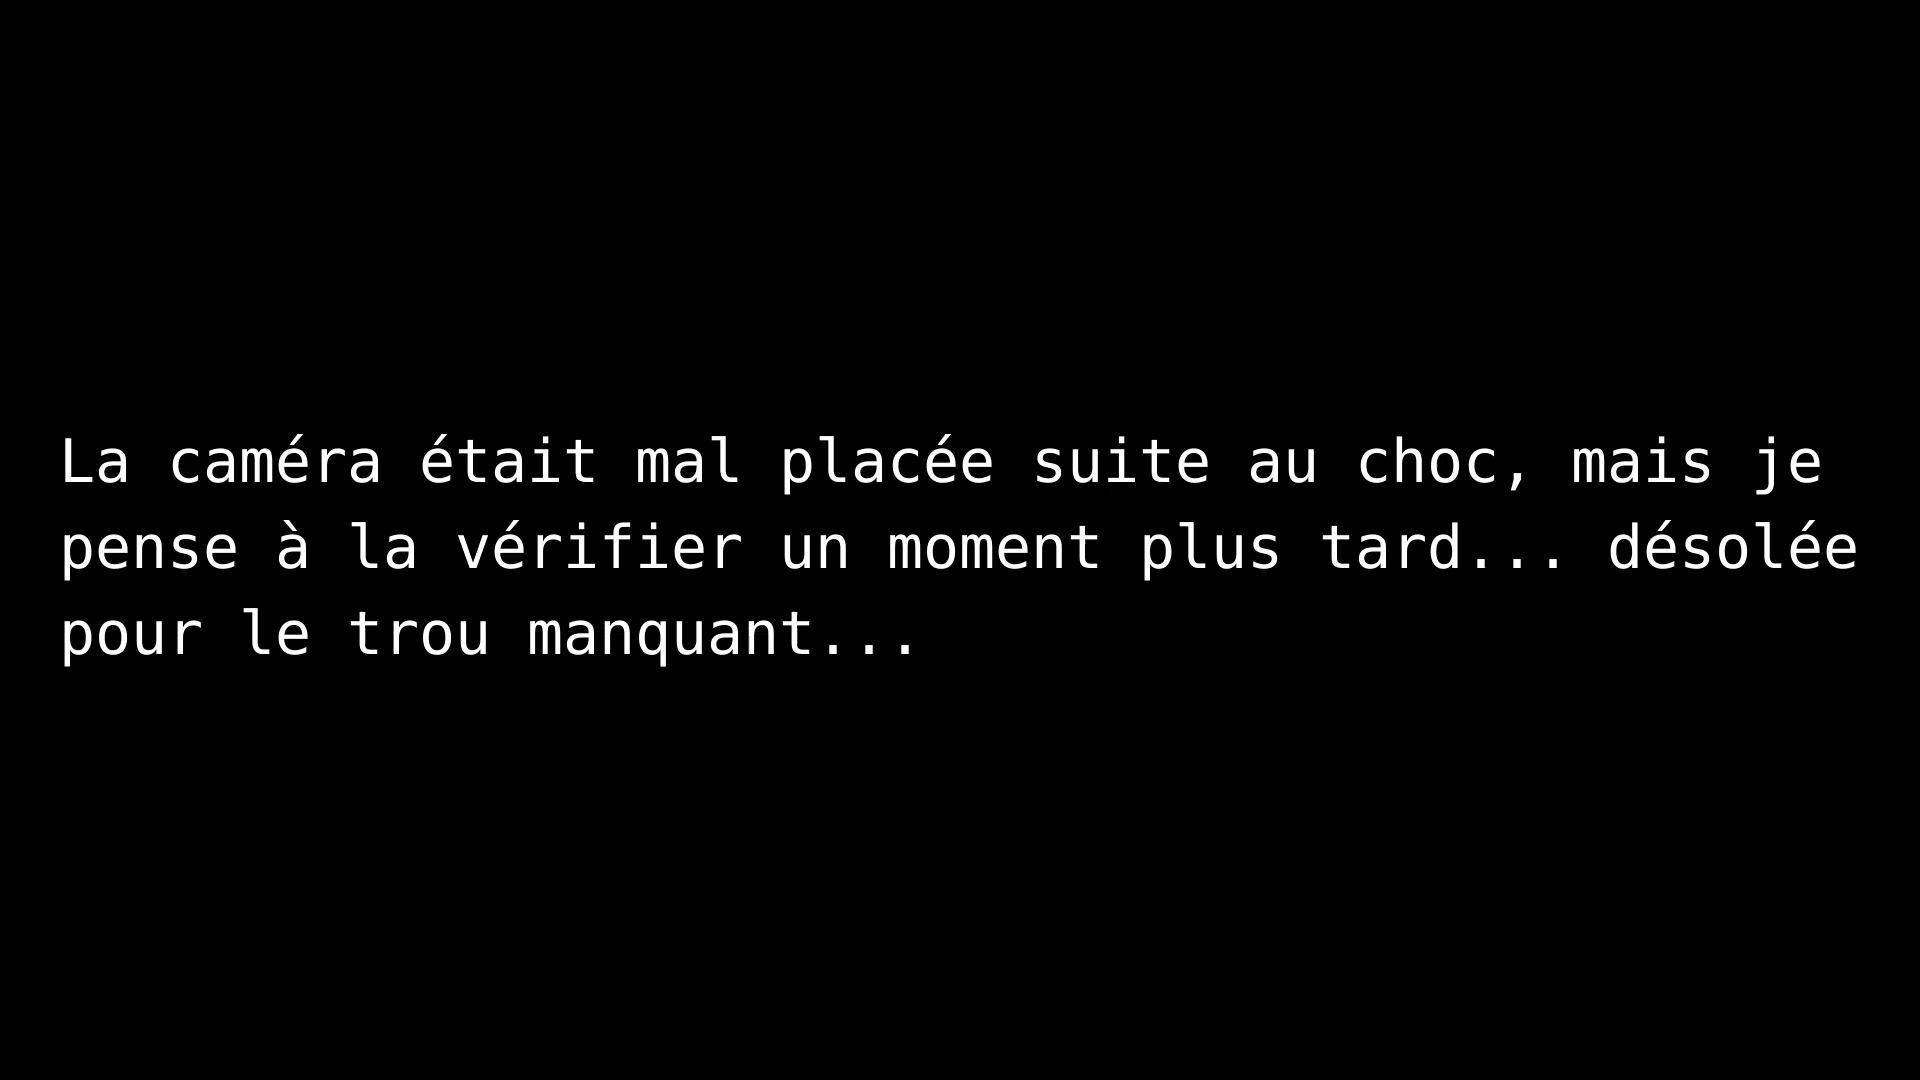 La caméra était mal placée suite au choc, mais je
pense à la vérifier un moment plus tard... désolée
pour le trou manquant...